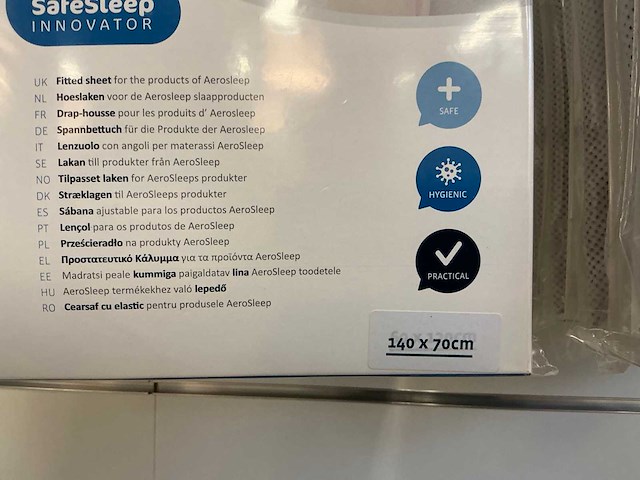 SafeSleep
INNOVATOR
UK Fitted sheet for the products of Aerosleep
NL Hoeslaken voor de Aerosleep slaapproducten
FR Drap-housse pour les produits d' Aerosleep
DE Spannbettuch für die Produkte der Aerosleep
IT Lenzuolo con angoli per materassi AeroSleep
SE Lakan till produkter från AeroSleep
NO Tilpasset laken for AeroSleeps produkter
DK Stræklagen til AeroSleeps produkter
ES Sábana ajustable para los productos AeroSleep
PT Lençol para os produtos de AeroSleep
PL Prześcieradło na produkty AeroSleep
EL Προστατευτικό Κάλυμμα για τα προϊόντα AeroSleep
EE Madratsi peale kummiga paigaldatav lina AeroSleep toodetele
HU AeroSleep termékekhez való lepedő
RO Cearsaf cu elastic pentru produsele AeroSleep
SAFE
HYGIENIC
PRACTICAL
140 x 70cm